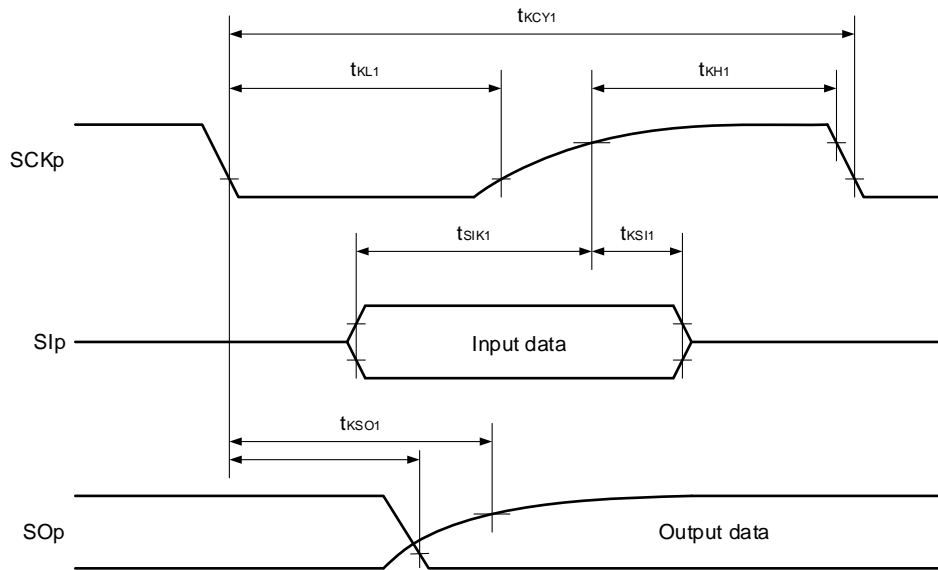 tKCY1
tKL1
tKH1
SCKp
tSIK1
tKSI1
SIp
Input data
tKSO1
SOp
Output data